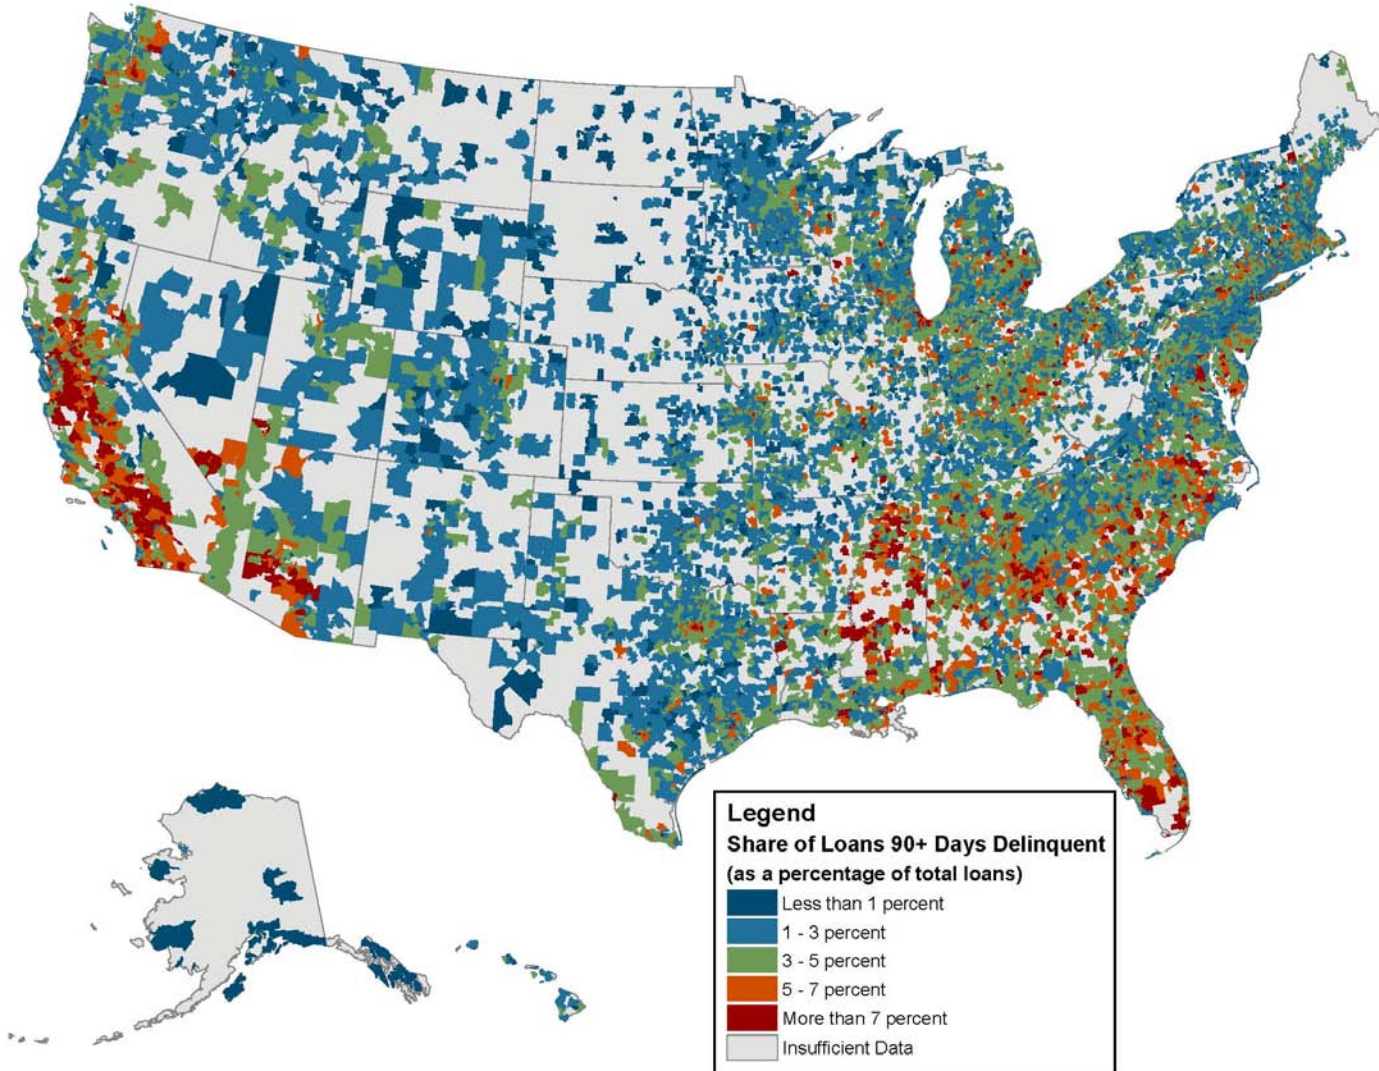 Legend
Share of Loans 90+ Days Delinquent
(as a percentage of total loans)
Less than 1 percent
1 - 3 percent
3 - 5 percent
5 - 7 percent
More than 7 percent
Insufficient Data